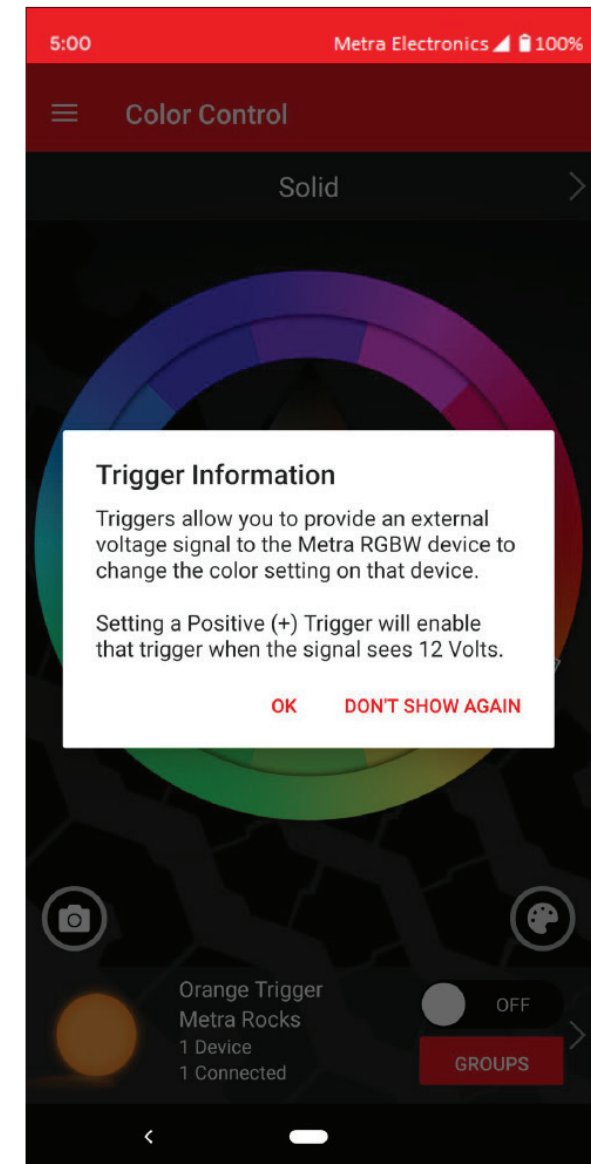 5:00 Metra Electronics 100%
Color Control
Solid
Trigger Information
Triggers allow you to provide an external
voltage signal to the Metra RGBW device to
change the color setting on that device.
Setting a Positive (+) Trigger will enable
that trigger when the signal sees 12 Volts.
OK DON'T SHOW AGAIN
Orange Trigger
Metra Rocks
1 Device
1 Connected
OFF
GROUPS